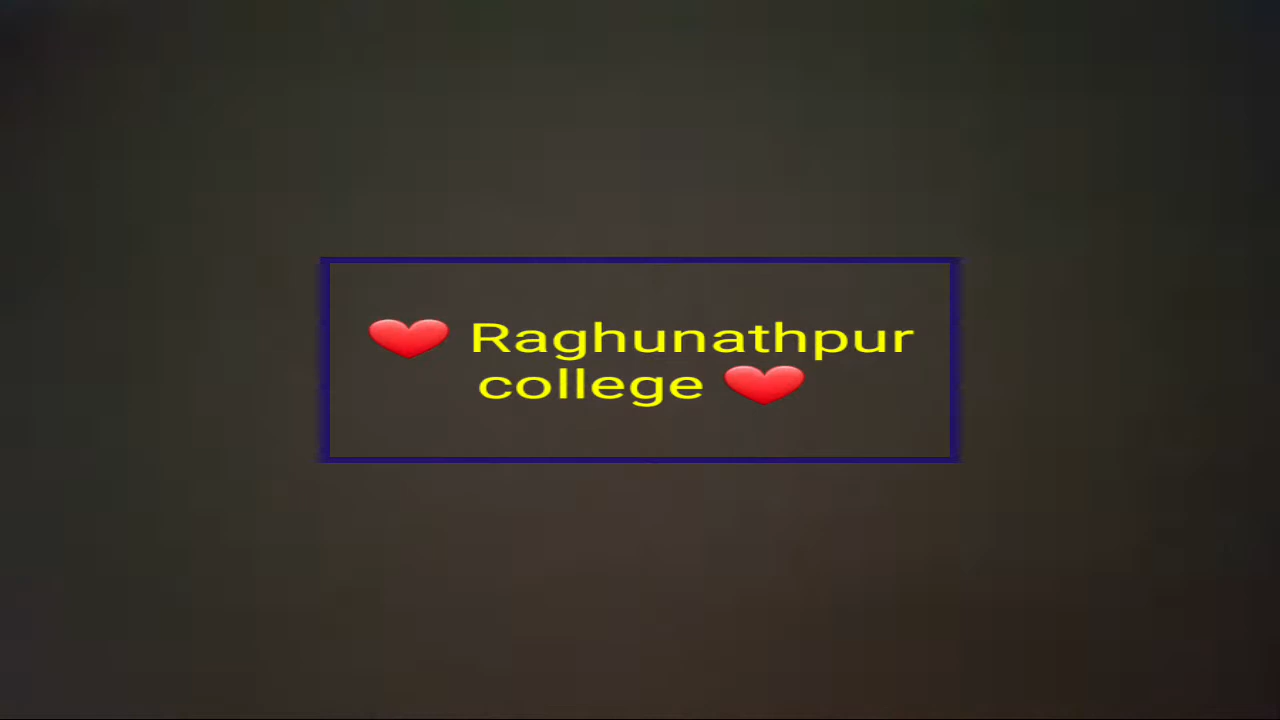 ❤️ Raghunathpur
college ❤️